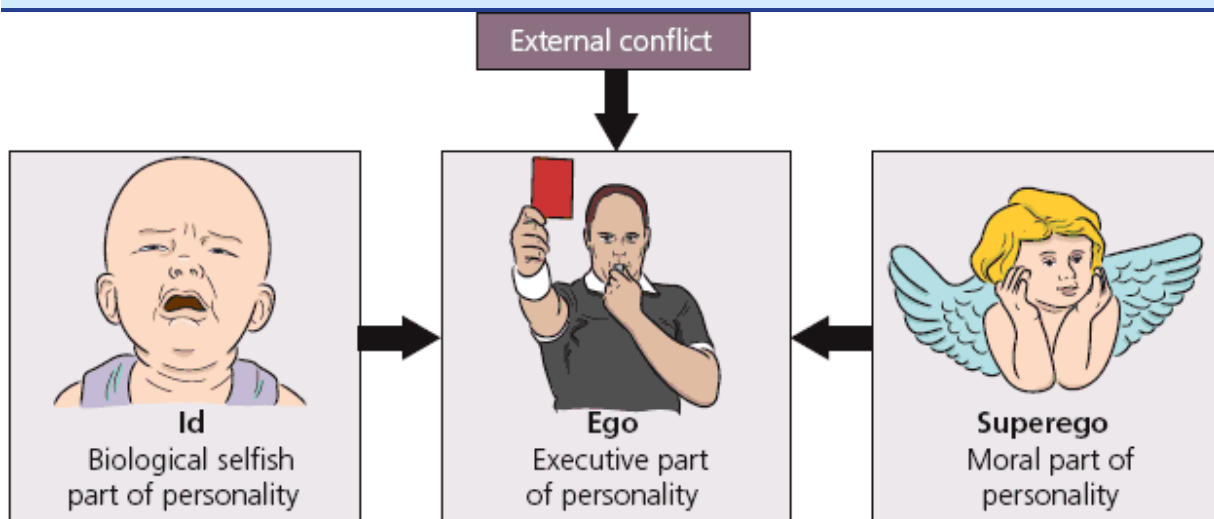 External conflict
Id
Biological selfish
part of personality
Ego
Executive part
of personality
Superego
Moral part of
personality